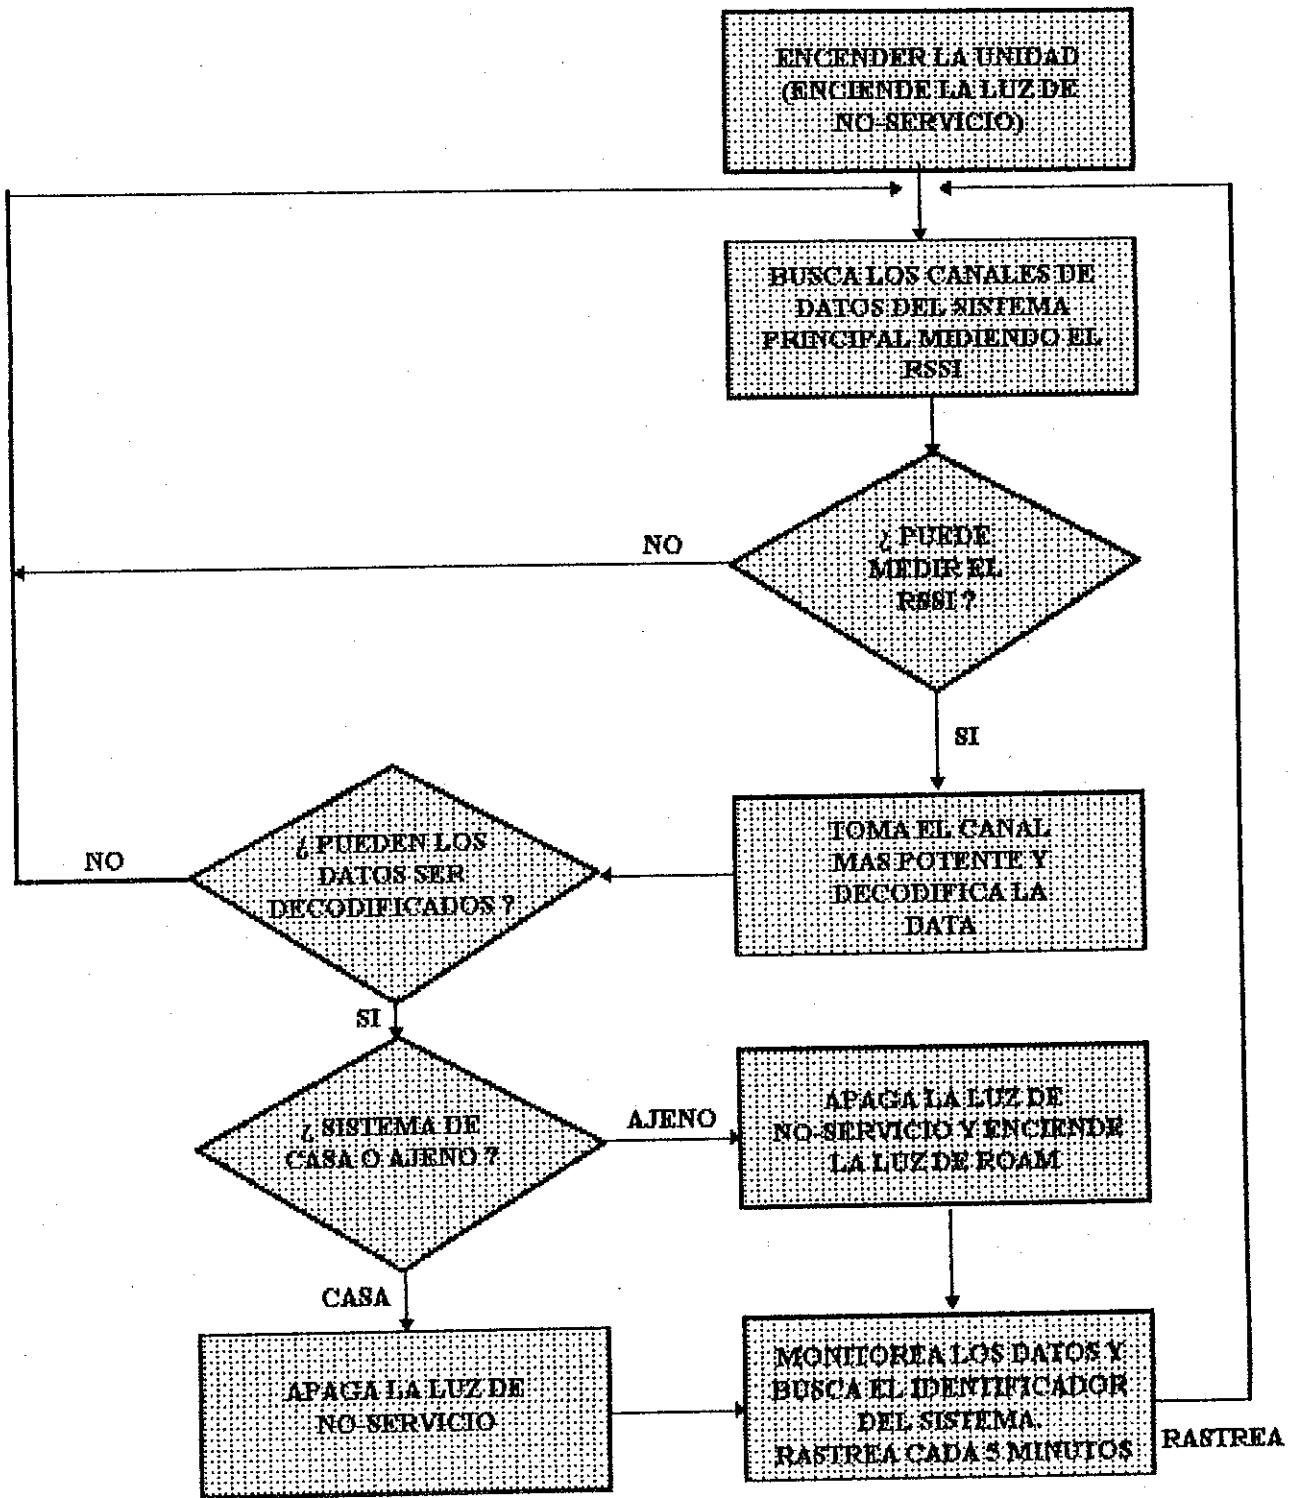 ENCENDER LA UNIDAD
(ENCIENDE LA LUZ DE
NO-SERVICIO)
BUSCA LOS CANALES DE
DATOS DEL SISTEMA
PRINCIPAL MIDIENDO EL
RSSI
¿ PUEDE
MEDIR EL
RSSI ?
NO
SI
TOMA EL CANAL
MAS POTENTE Y
DECODIFICA LA
DATA
¿ PUEDEN LOS
DATOS SER
DECODIFICADOS ?
NO
SI
¿ SISTEMA DE
CASA O AJENO ?
AJENO
APAGA LA LUZ DE
NO-SERVICIO Y ENCIENDE
LA LUZ DE ROAM
CASA
APAGA LA LUZ DE
NO-SERVICIO
MONITOREA LOS DATOS Y
BUSCA EL IDENTIFICADOR
DEL SISTEMA.
RASTREA CADA 5 MINUTOS
RASTREA